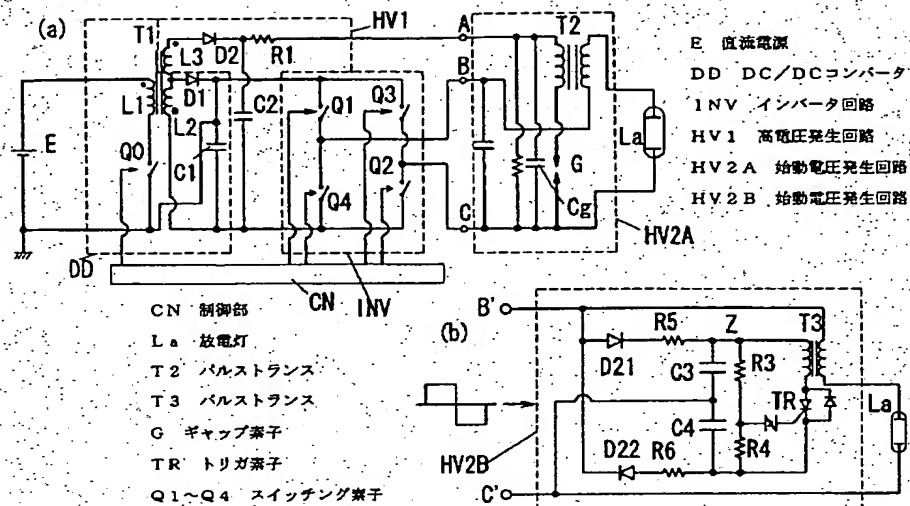 (a)
T1
L3
D2
R1
HV1
A
T2
L1
D1
L2
C1
C2
Q1
Q3
B
Q4
Q2
E
Q0
C
G
Cg
La
HV2A
DD
CN
INV
E 直流電源
DD DC/DCコンバータ
INV インバータ回路
HV1 高電圧発生回路
HV2A 始動電圧発生回路
HV2B 始動電圧発生回路
CN 制御部
La 放電灯
T2 パルストランス
T3 パルストランス
G ギャップ素子
TR トリガ素子
Q1~Q4 スイッチング素子
(b)
B'
D21
R5
Z
T3
C3
R3
TR
La
C4
R4
D22
R6
HV2B
C'